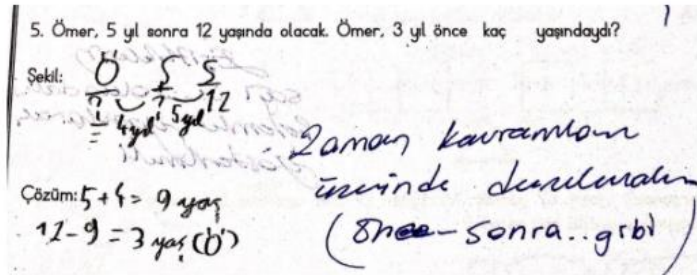 5. Ömer, 5 yıl sonra 12 yaşında olacak. Ömer, 3 yıl önce kaç yaşındaydı?
Şekil: Ö Ş S
? ? 12
4 yıl 5 yıl
Çözüm: 5 + 4 = 9 yaş
12 - 9 = 3 yaş (Ö)
Zaman kavramları
üzerinde durulmalı
(önce - sonra.. gibi)